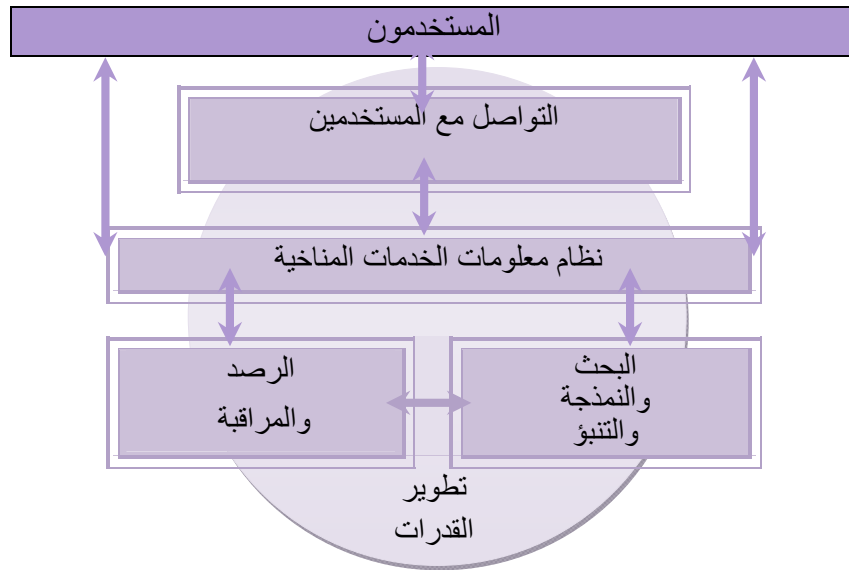 المستخدمون
التواصل مع المستخدمين
نظام معلومات الخدمات المناخية
البحث
والنمذجة
والتنبؤ
الرصد
والمراقبة
تطوير
القدرات